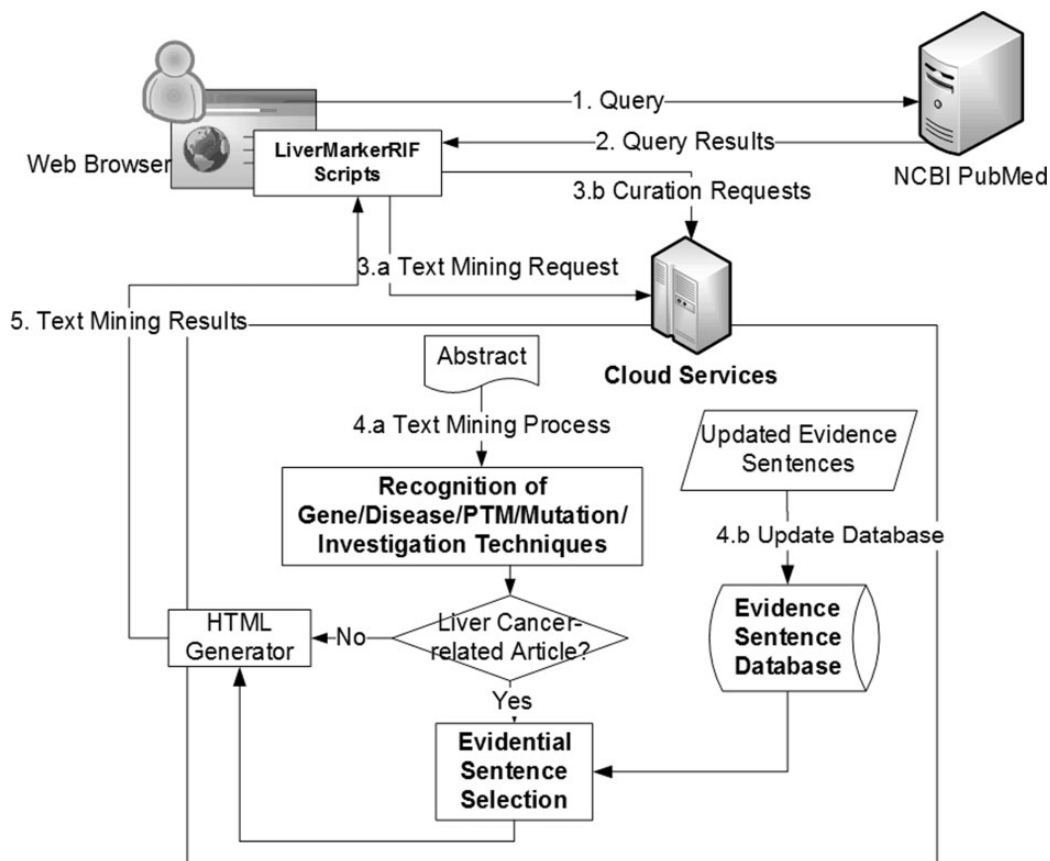 1. Query
2. Query Results
Web Browser
LiverMarkerRIF
Scripts
NCBI PubMed
3.b Curation Requests
3.a Text Mining Request
5. Text Mining Results
Cloud Services
Abstract
4.a Text Mining Process
Updated Evidence
Sentences
Recognition of
Gene/Disease/PTM/Mutation/
Investigation Techniques
4.b Update Database
HTML
Generator
No
Liver Cancer-
related Article?
Evidence
Sentence
Database
Yes
Evidential
Sentence
Selection